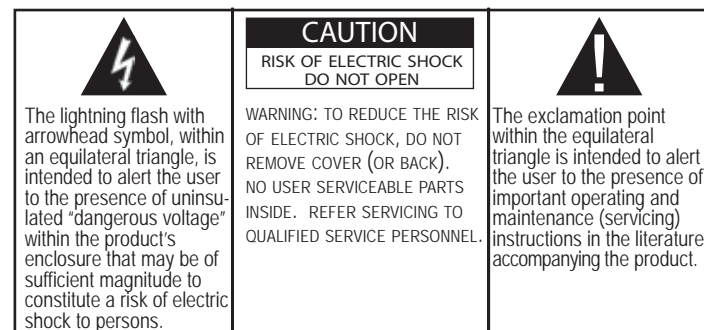 The lightning flash with
arrowhead symbol, within
an equilateral triangle, is
intended to alert the user
to the presence of uninsu-
lated “dangerous voltage”
within the product’s
enclosure that may be of
sufficient magnitude to
constitute a risk of electric
shock to persons.
CAUTION
RISK OF ELECTRIC SHOCK
DO NOT OPEN
WARNING: TO REDUCE THE RISK
OF ELECTRIC SHOCK, DO NOT
REMOVE COVER (OR BACK).
NO USER SERVICEABLE PARTS
INSIDE. REFER SERVICING TO
QUALIFIED SERVICE PERSONNEL.
!
The exclamation point
within the equilateral
triangle is intended to alert
the user to the presence of
important operating and
maintenance (servicing)
instructions in the literature
accompanying the product.